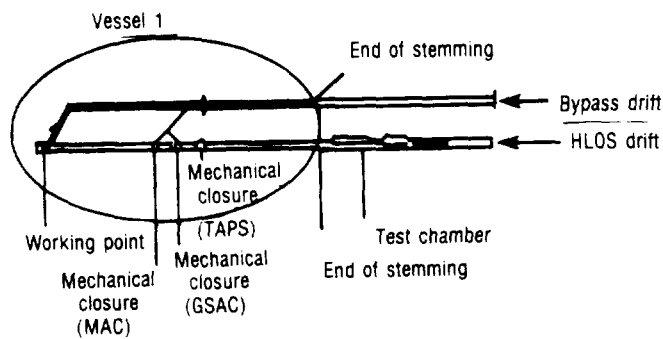 Vessel 1
End of stemming
Bypass drift
HLOS drift
Mechanical
closure
(TAPS)
Working point
Test chamber
Mechanical
closure
(GSAC)
End of stemming
Mechanical
closure
(MAC)